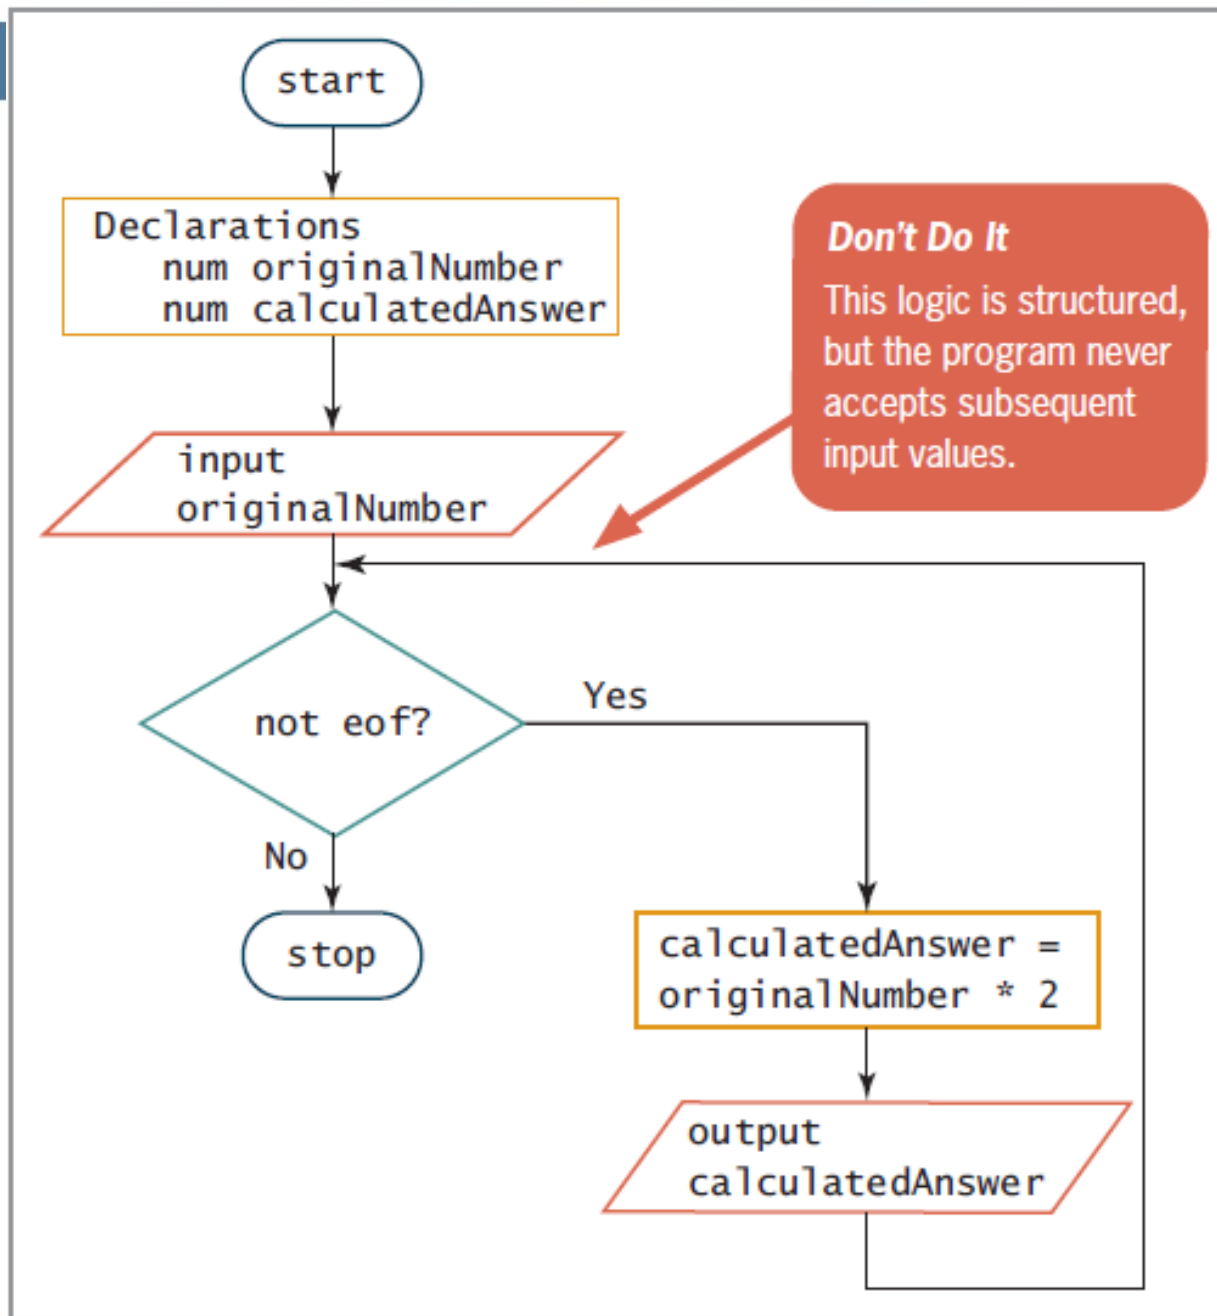 start
Declarations
num originalNumber
num calculatedAnswer
Don't Do It
This logic is structured,
but the program never
accepts subsequent
input values.
input
originalNumber
not eof?
Yes
No
stop
calculatedAnswer =
originalNumber * 2
output
calculatedAnswer